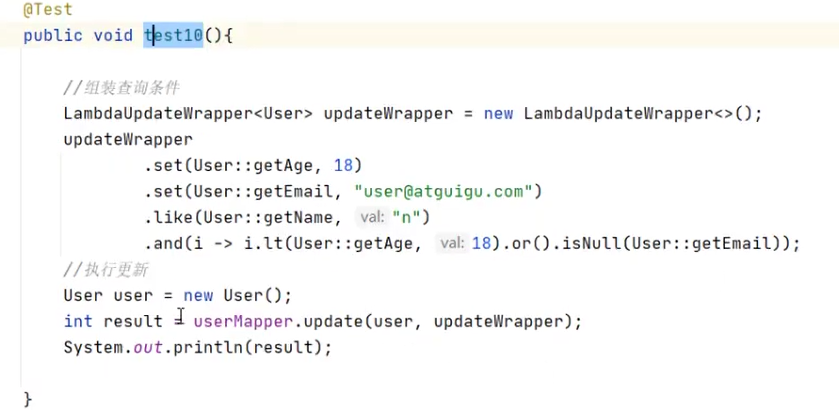 @Test
public void test10(){
//组装查询条件
LambdaUpdateWrapper<User> updateWrapper = new LambdaUpdateWrapper<>();
updateWrapper
.set(User::getAge, 18)
.set(User::getEmail, "user@atguigu.com")
.like(User::getName, val: "n")
.and(i -> i.lt(User::getAge, val: 18).or().isNull(User::getEmail));
//执行更新
User user = new User();
int result = userMapper.update(user, updateWrapper);
System.out.println(result);
}